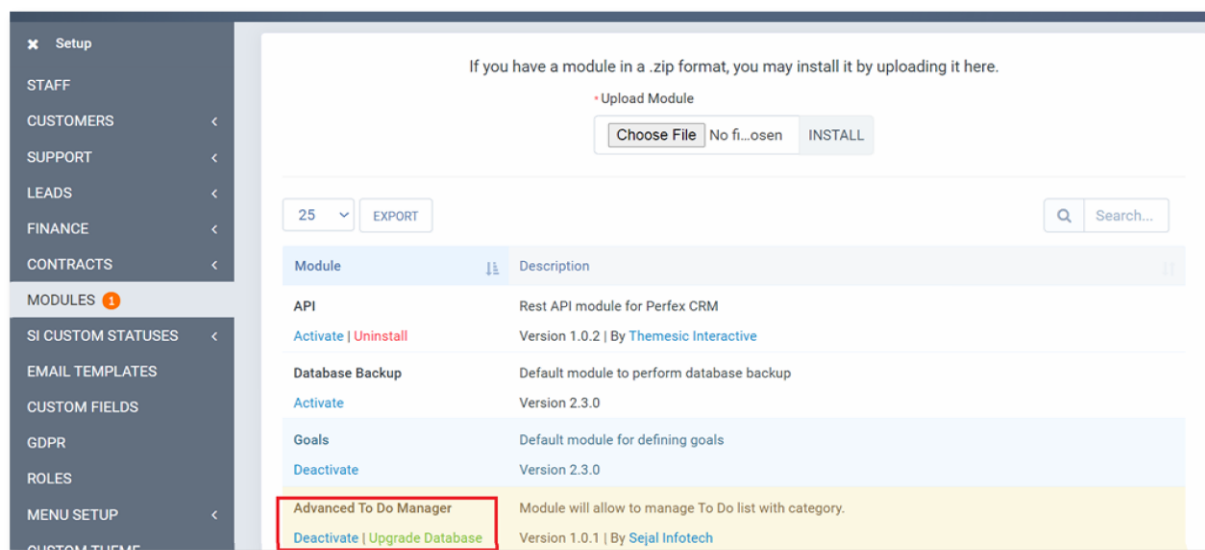 Setup
STAFF
CUSTOMERS
SUPPORT
LEADS
FINANCE
CONTRACTS
MODULES 1
SI CUSTOM STATUSES
EMAIL TEMPLATES
CUSTOM FIELDS
GDPR
ROLES
MENU SETUP
CUSTOM THEME
If you have a module in a .zip format, you may install it by uploading it here.
* Upload Module
Choose File No fi...osen INSTALL
25 EXPORT
Search...
Module Description
API Rest API module for Perfex CRM
Activate | Uninstall Version 1.0.2 | By Themesic Interactive
Database Backup Default module to perform database backup
Activate Version 2.3.0
Goals Default module for defining goals
Deactivate Version 2.3.0
Advanced To Do Manager Module will allow to manage To Do list with category.
Deactivate | Upgrade Database Version 1.0.1 | By Sejal Infotech